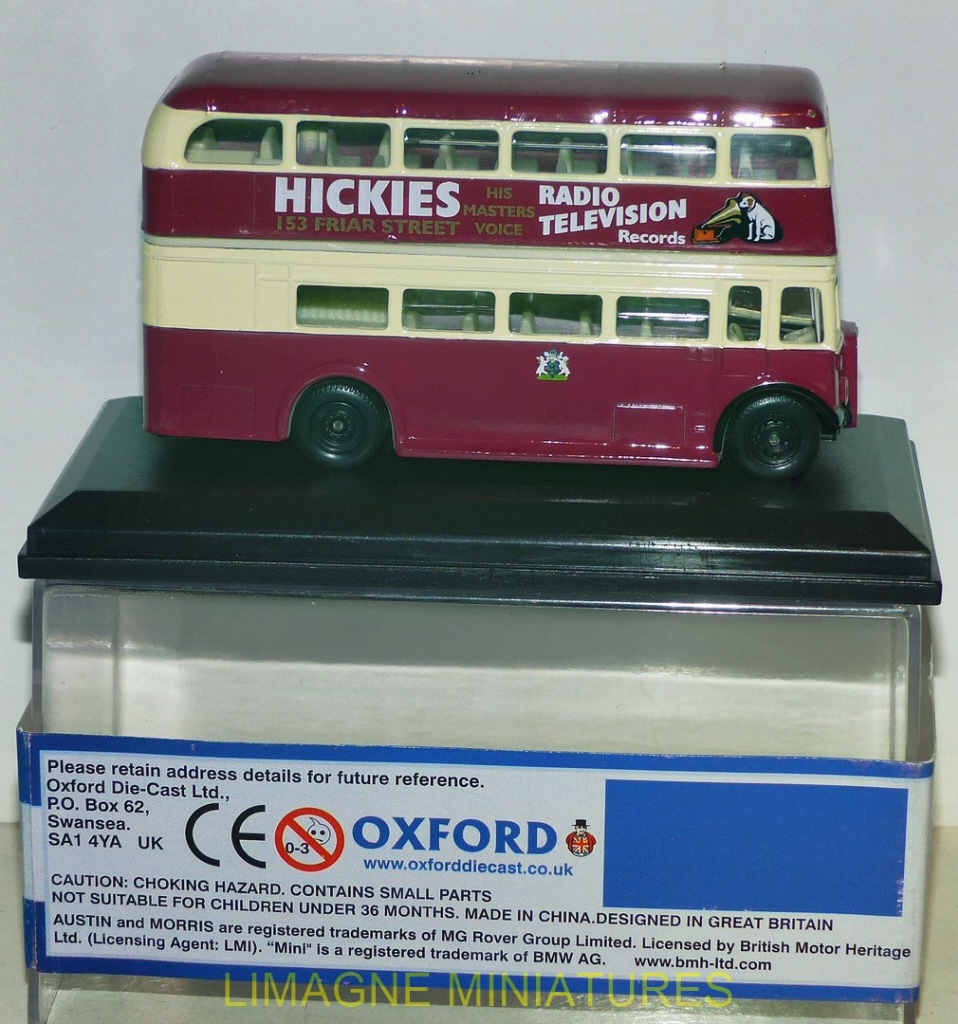 HICKIES
153 FRIAR STREET
HIS
MASTERS
VOICE
RADIO
TELEVISION
Records
Please retain address details for future reference.
Oxford Die-Cast Ltd.,
P.O. Box 62,
Swansea.
SA1 4YA UK
CE
0-3
OXFORD
www.oxforddiecast.co.uk
CAUTION: CHOKING HAZARD. CONTAINS SMALL PARTS
NOT SUITABLE FOR CHILDREN UNDER 36 MONTHS. MADE IN CHINA.DESIGNED IN GREAT BRITAIN
AUSTIN and MORRIS are registered trademarks of MG Rover Group Limited. Licensed by British Motor Heritage
Ltd. (Licensing Agent: LMI). "Mini" is a registered trademark of BMW AG. www.bmh-ltd.com
LIMAGNE MINIATURES